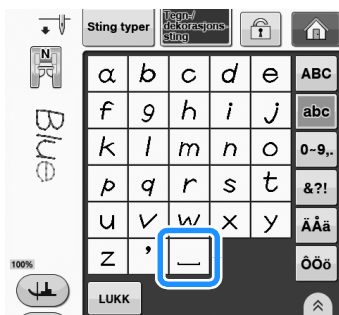 Sting typer
Tegn-/
dekorasjons-
sting
N
a b c d e ABC
f g h i j abc
k l m n o 0~9,.
p q r s t &?!
u v w x y ÄÅä
z ' ⎵ ÔÖö
Blue
100%
LUKK